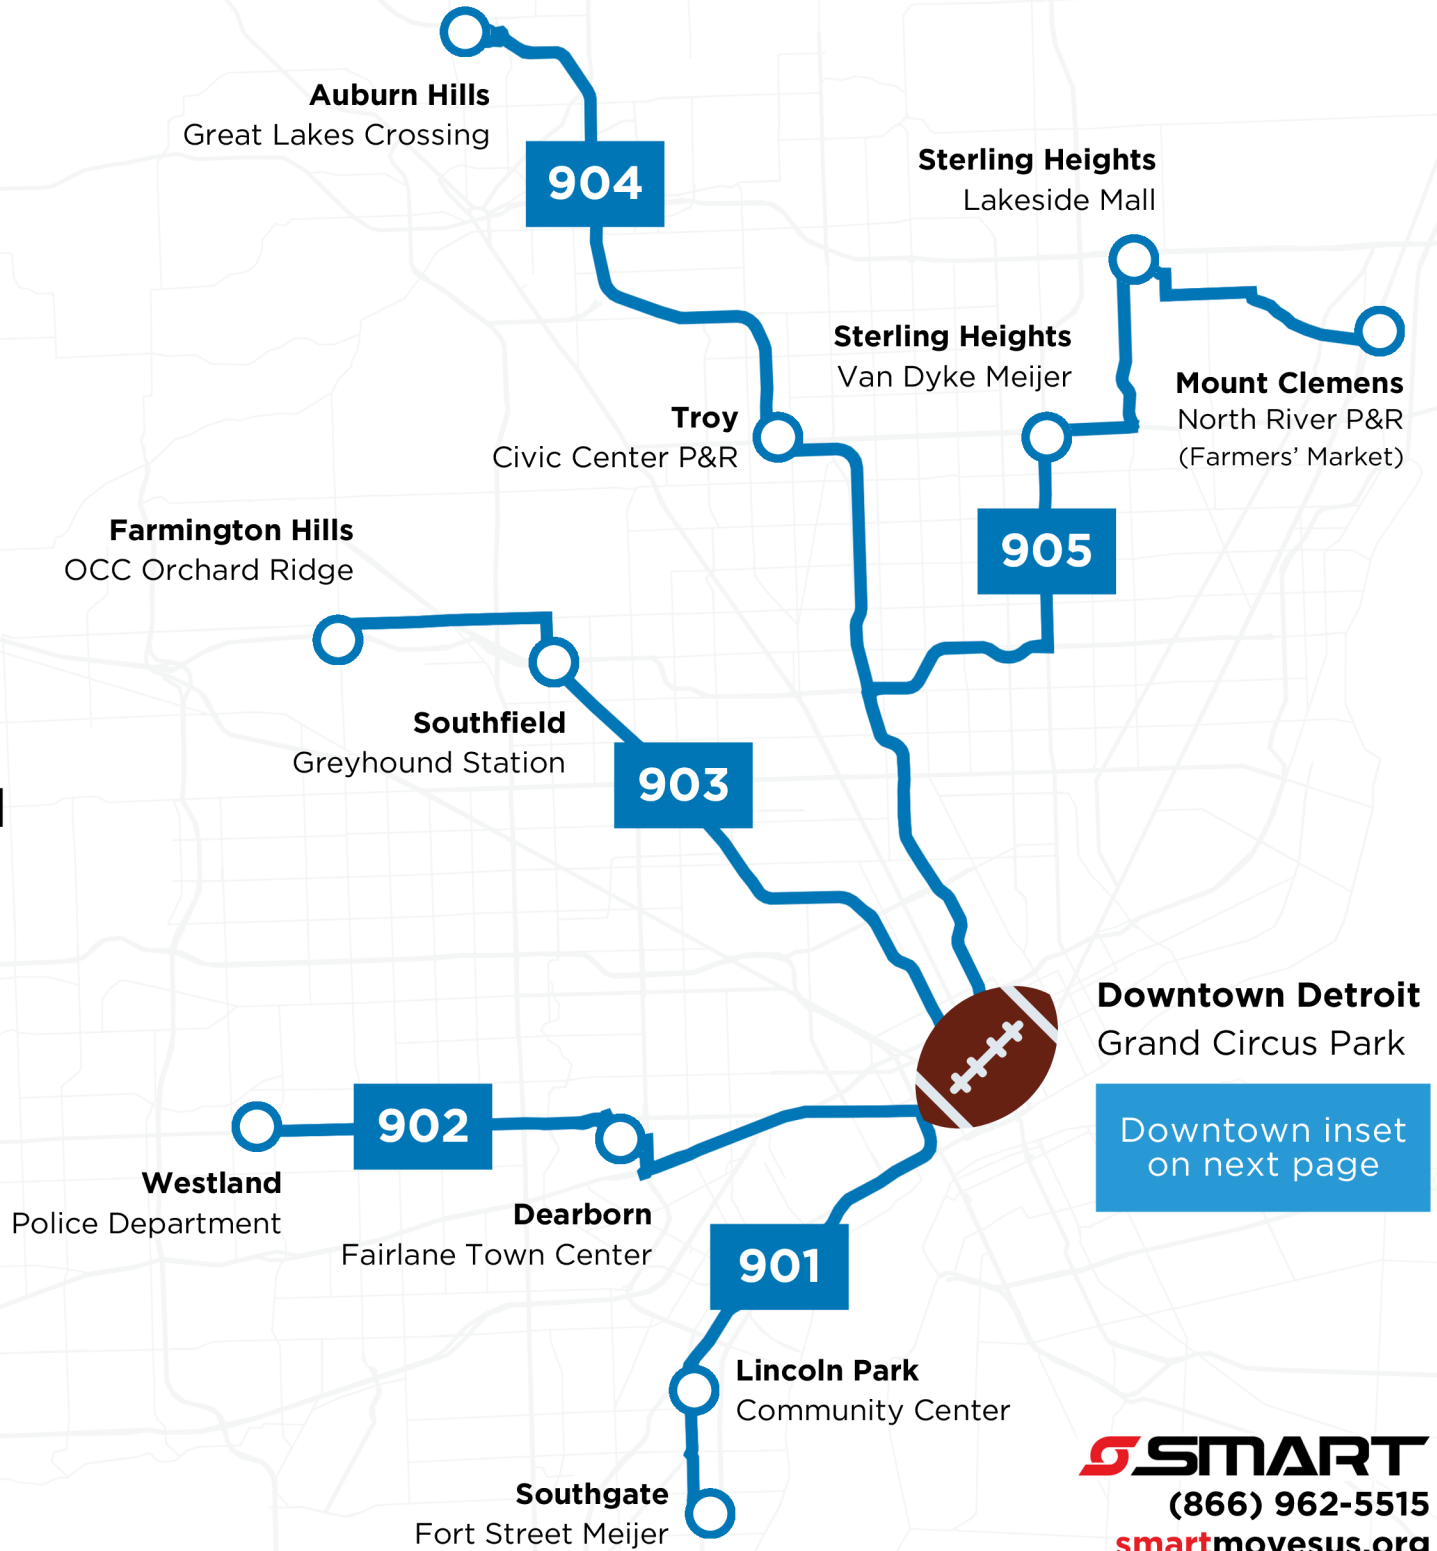 Auburn Hills
Great Lakes Crossing
904
Sterling Heights
Lakeside Mall
Sterling Heights
Van Dyke Meijer
Mount Clemens
North River P&R
(Farmers’ Market)
Troy
Civic Center P&R
905
Farmington Hills
OCC Orchard Ridge
Southfield
Greyhound Station
903
Downtown Detroit
Grand Circus Park
Downtown inset
on next page
902
Westland
Police Department
Dearborn
Fairlane Town Center
901
Lincoln Park
Community Center
Southgate
Fort Street Meijer
SMART
(866) 962-5515
smartmovesus.org